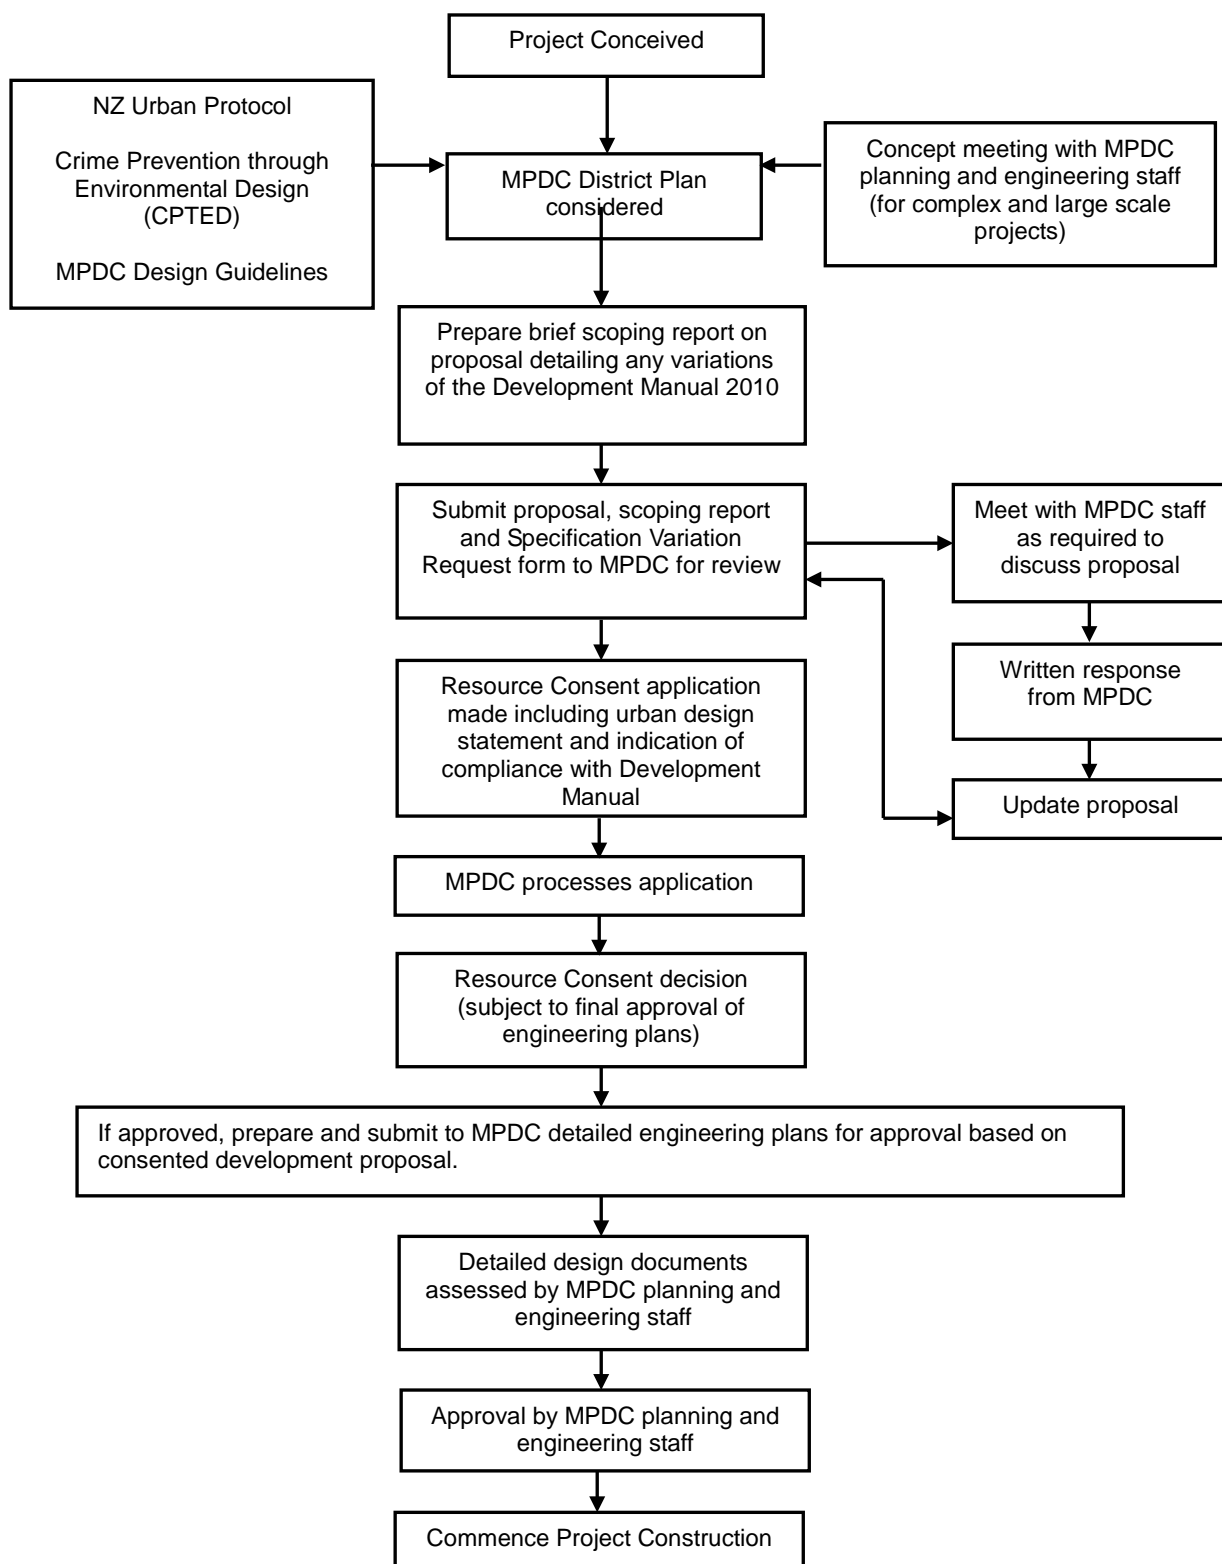 Project Conceived
NZ Urban Protocol
Crime Prevention through
Environmental Design
(CPTED)
MPDC Design Guidelines
MPDC District Plan
considered
Concept meeting with MPDC
planning and engineering staff
(for complex and large scale
projects)
Prepare brief scoping report on
proposal detailing any variations
of the Development Manual 2010
Submit proposal, scoping report
and Specification Variation
Request form to MPDC for review
Meet with MPDC staff
as required to
discuss proposal
Written response
from MPDC
Update proposal
Resource Consent application
made including urban design
statement and indication of
compliance with Development
Manual
MPDC processes application
Resource Consent decision
(subject to final approval of
engineering plans)
If approved, prepare and submit to MPDC detailed engineering plans for approval based on
consented development proposal.
Detailed design documents
assessed by MPDC planning and
engineering staff
Approval by MPDC planning and
engineering staff
Commence Project Construction